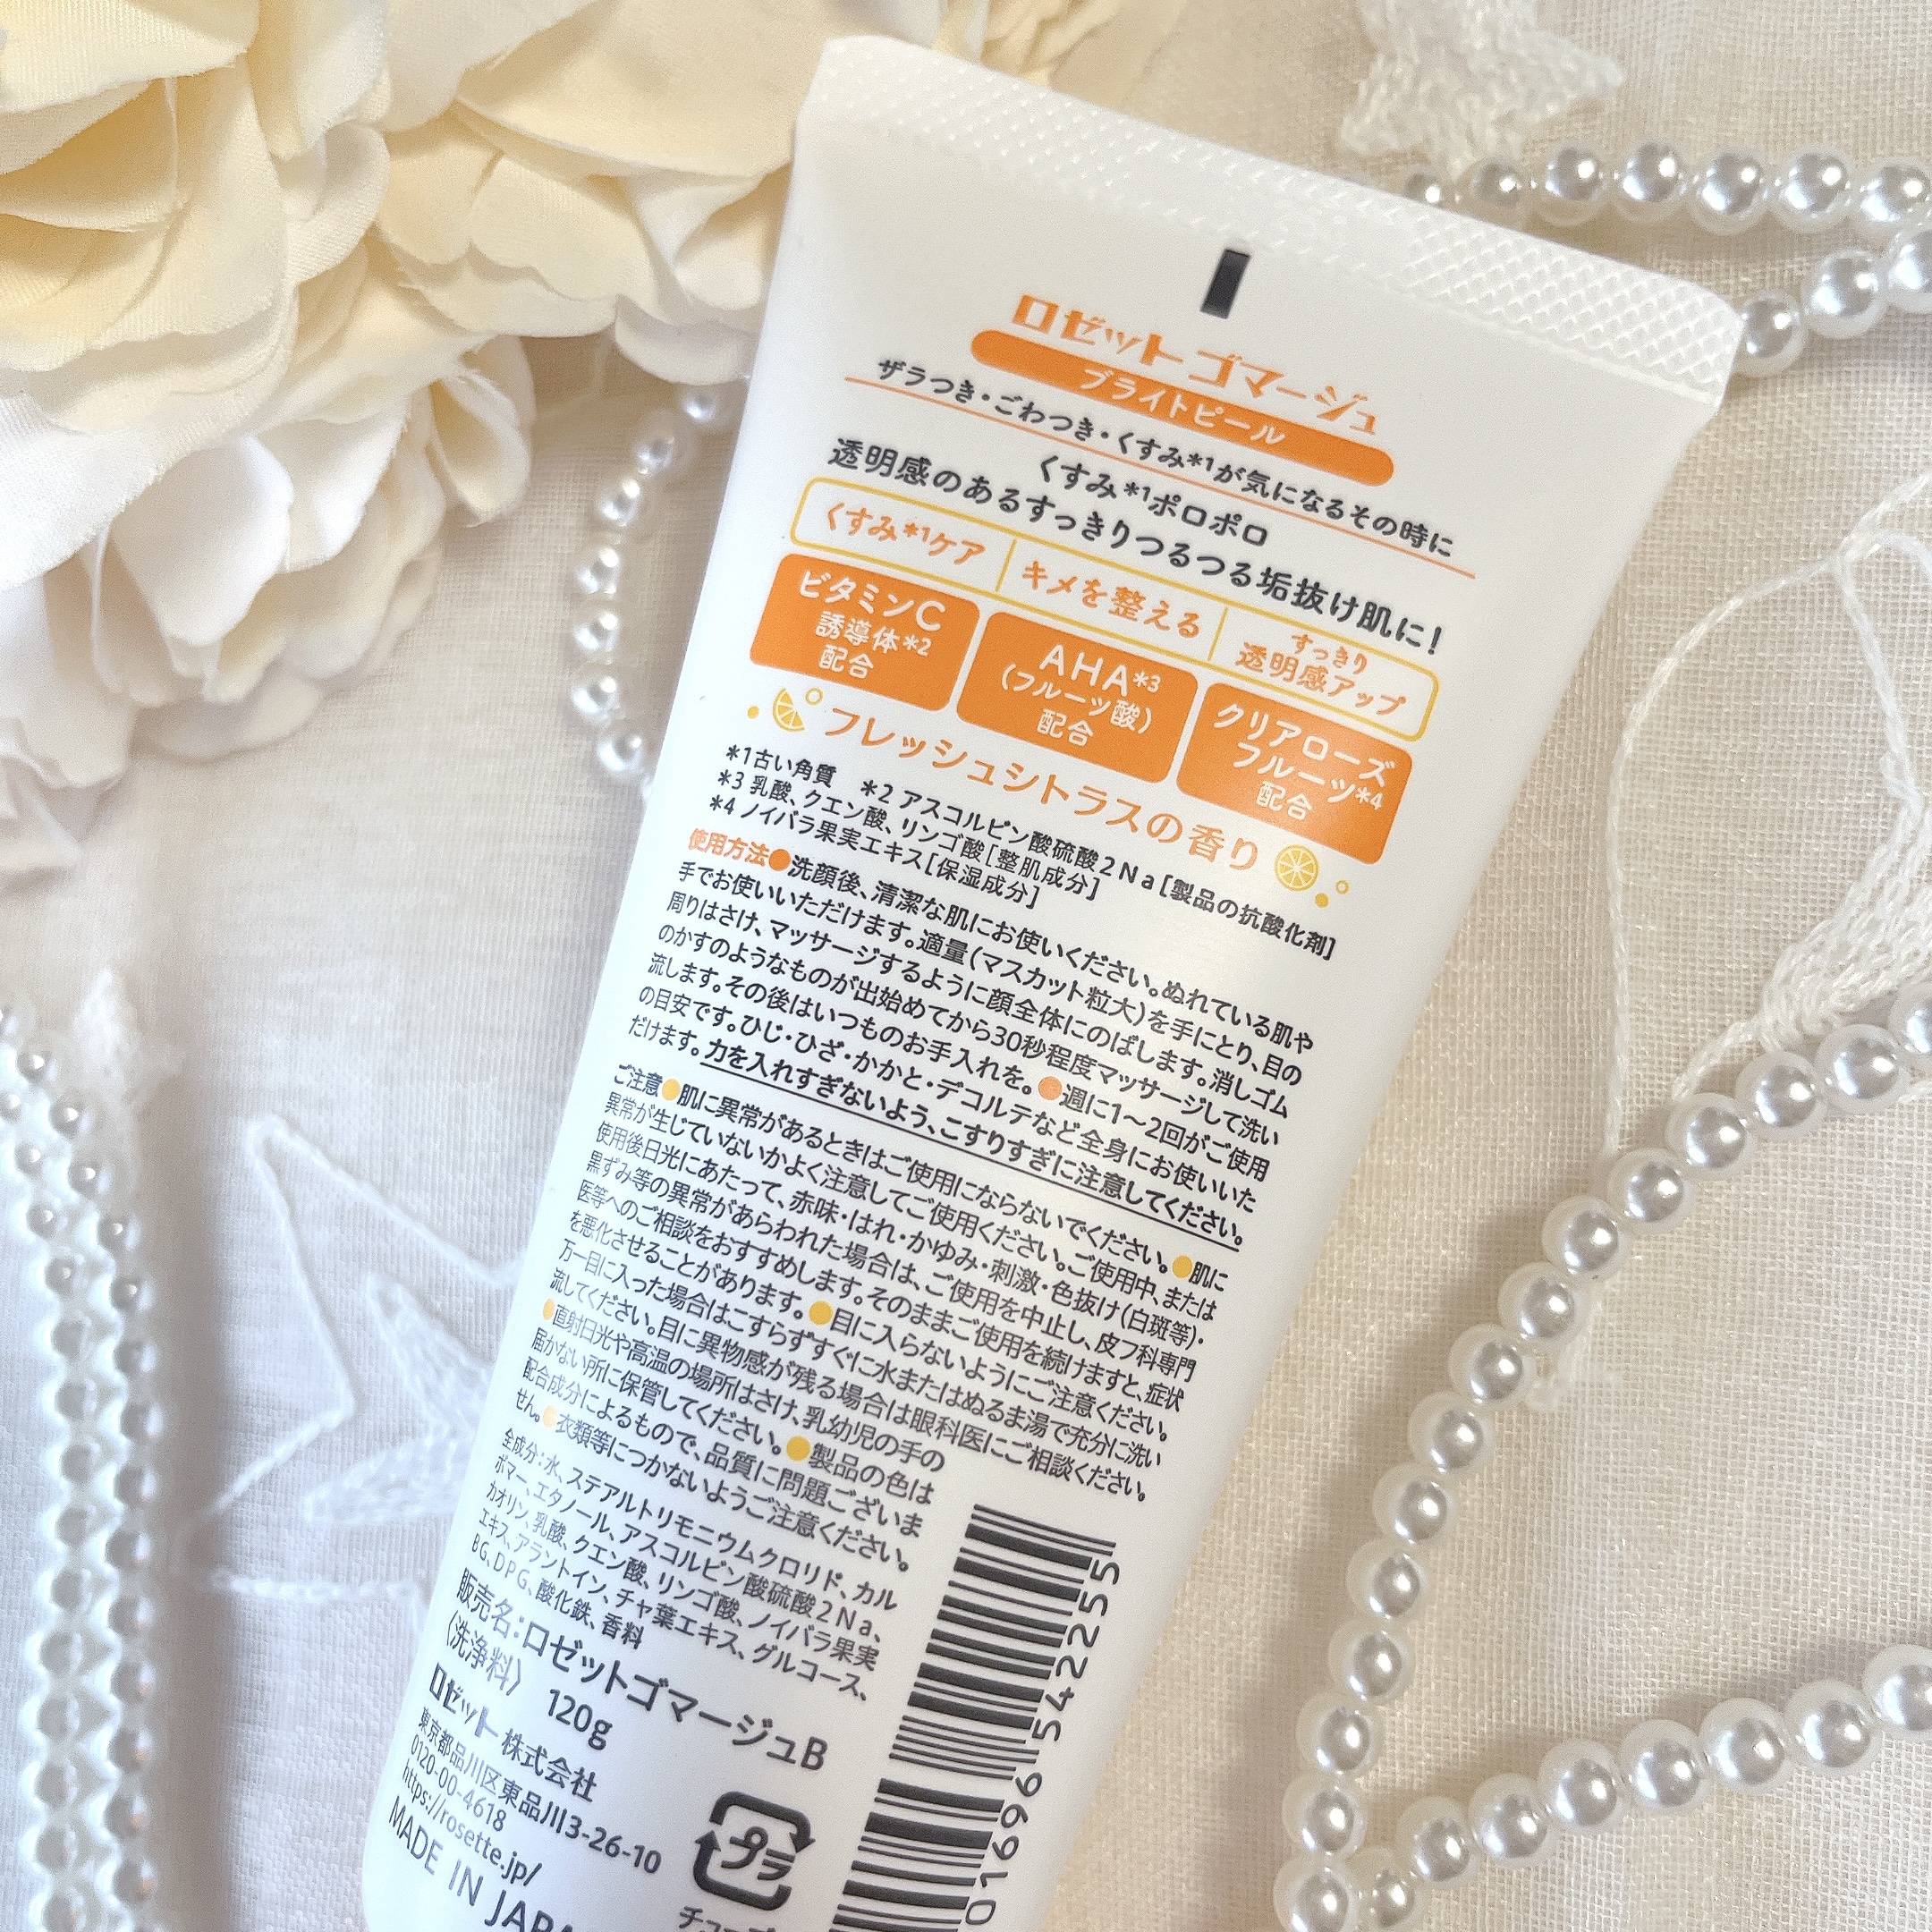 ロゼット ゴマージュ
ブライトピール
ザラつき・ごわつき・くすみ*1が気になるその時に
くすみ*1ポロポロ
透明感のあるすっきりつるつる垢抜け肌に!
くすみ*1ケア
キメを整える
すっきり
透明感アップ
ビタミンC
誘導体*2
配合
AHA*3
(フルーツ酸)
配合
クリアローズ
フルーツ*4
配合
フレッシュシトラスの香り
*1古い角質 *2 アスコルビン酸硫酸2Na[製品の抗酸化剤]
*3 乳酸、クエン酸、リンゴ酸[整肌成分]
*4 ノイバラ果実エキス[保湿成分]
使用方法●洗顔後、清潔な肌にお使いください。ぬれている肌や
手でお使いいただけます。適量(マスカット粒大)を手にとり、目の
周りはさけ、マッサージするように顔全体にのばします。消しゴム
のかすのようなものが出始めてから30秒程度マッサージして洗い
流します。その後はいつものお手入れを。●週に1〜2回がご使用
の目安です。ひじ・ひざ・かかと・デコルテなど全身にお使いいた
だけます。力を入れすぎないよう、こすりすぎに注意してください。
ご注意●肌に異常があるときはご使用にならないでください。●肌に
異常が生じていないかよく注意してご使用ください。ご使用中、または
使用後日光にあたって、赤味・はれ・かゆみ・刺激・色抜け(白斑等)・
黒ずみ等の異常があらわれた場合は、ご使用を中止し、皮フ科専門
医等へのご相談をおすすめします。そのままご使用を続けますと、症状
を悪化させることがあります。●目に入らないようにご注意ください。
万一目に入った場合はこすらずすぐに水またはぬるま湯で充分に洗い
流してください。目に異物感が残る場合は眼科医にご相談ください。
●直射日光や高温の場所はさけ、乳幼児の手の
届かない所に保管してください。●製品の色は
配合成分によるもので、品質に問題ございま
せん。●衣類等につかないようご注意ください。
全成分:水、ステアルトリモニウムクロリド、カル
ボマー、エタノール、アスコルビン酸硫酸2Na、
カオリン、乳酸、クエン酸、リンゴ酸、ノイバラ果実
エキス、アラントイン、チャ葉エキス、グルコース、
BG、DPG、酸化鉄、香料
販売名:ロゼットゴマージュB
〈洗浄料〉 120g
ロゼット株式会社
東京都品川区東品川3-26-10
0120-00-4618
https://rosette.jp/
MADE IN JAPA
プラ
チュー
016996 542255